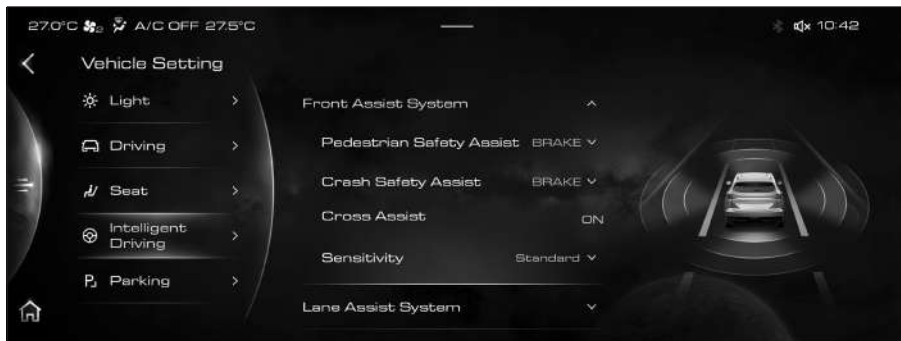 27.0°C 2 A/C OFF 27.5°C
10:42
Vehicle Setting
Light
Driving
Seat
Intelligent
Driving
Parking
Front Assist System
Pedestrian Safety Assist BRAKE
Crash Safety Assist BRAKE
Cross Assist ON
Sensitivity Standard
Lane Assist System